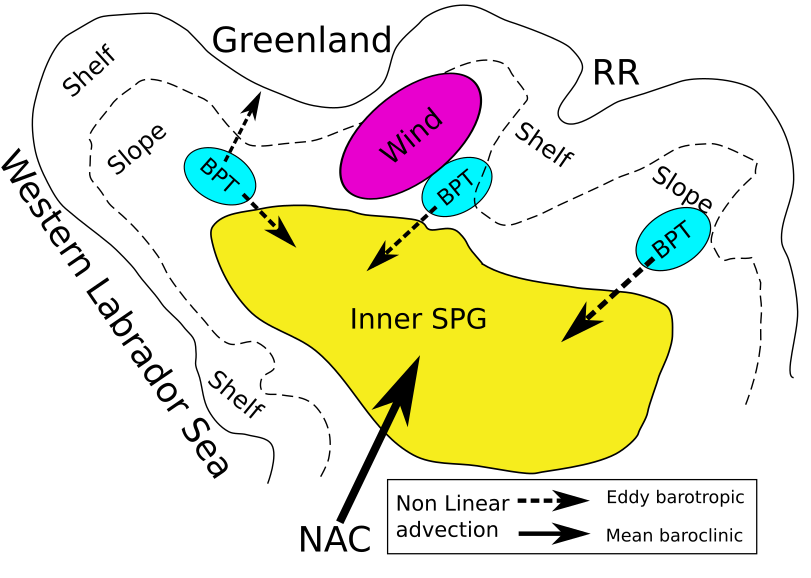 Greenland
RR
Shelf
Wind
Slope
Shelf
BPT
BPT
Slope
BPT
Western Labrador Sea
Inner SPG
Shelf
NAC
Non Linear
advection
Eddy barotropic
Mean baroclinic